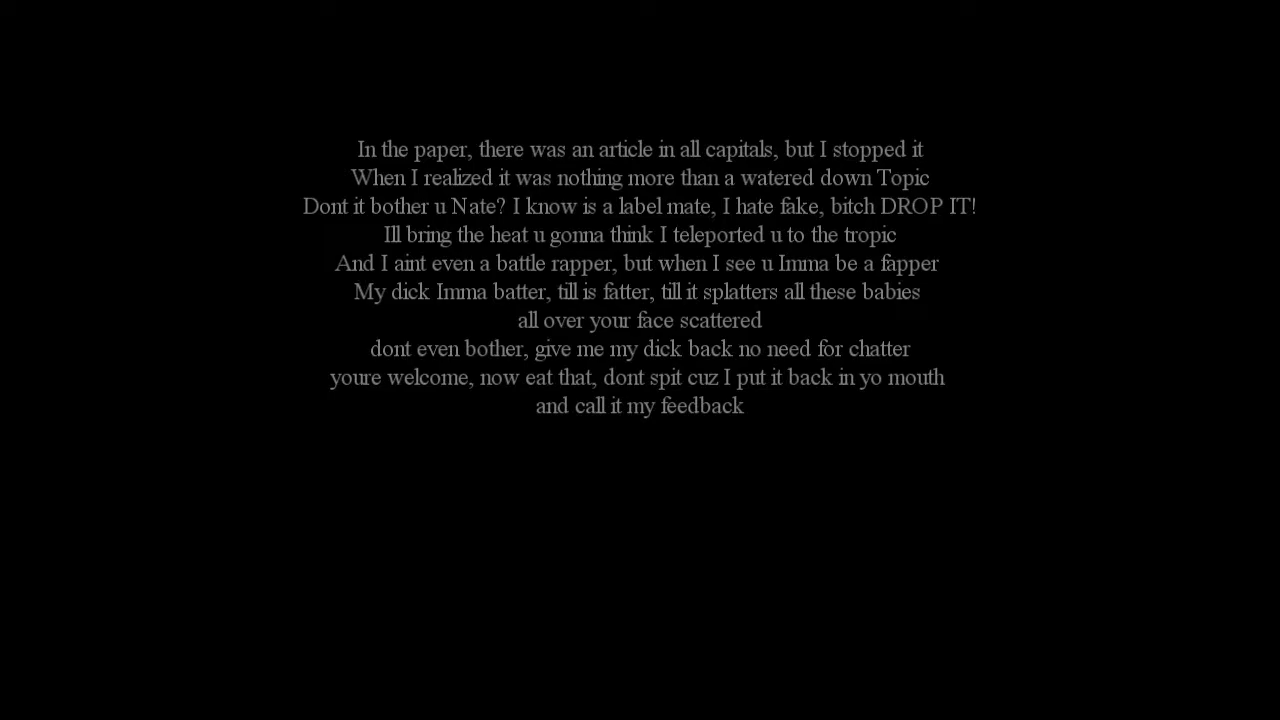 In the paper, there was an article in all capitals, but I stopped it
When I realized it was nothing more than a watered down Topic
Dont it bother u Nate? I know is a label mate, I hate fake, bitch DROP IT!
Ill bring the heat u gonna think I teleported u to the tropic
And I aint even a battle rapper, but when I see u Imma be a fapper
My dick Imma batter, till is fatter, till it splatters all these babies
all over your face scattered
dont even bother, give me my dick back no need for chatter
youre welcome, now eat that, dont spit cuz I put it back in yo mouth
and call it my feedback